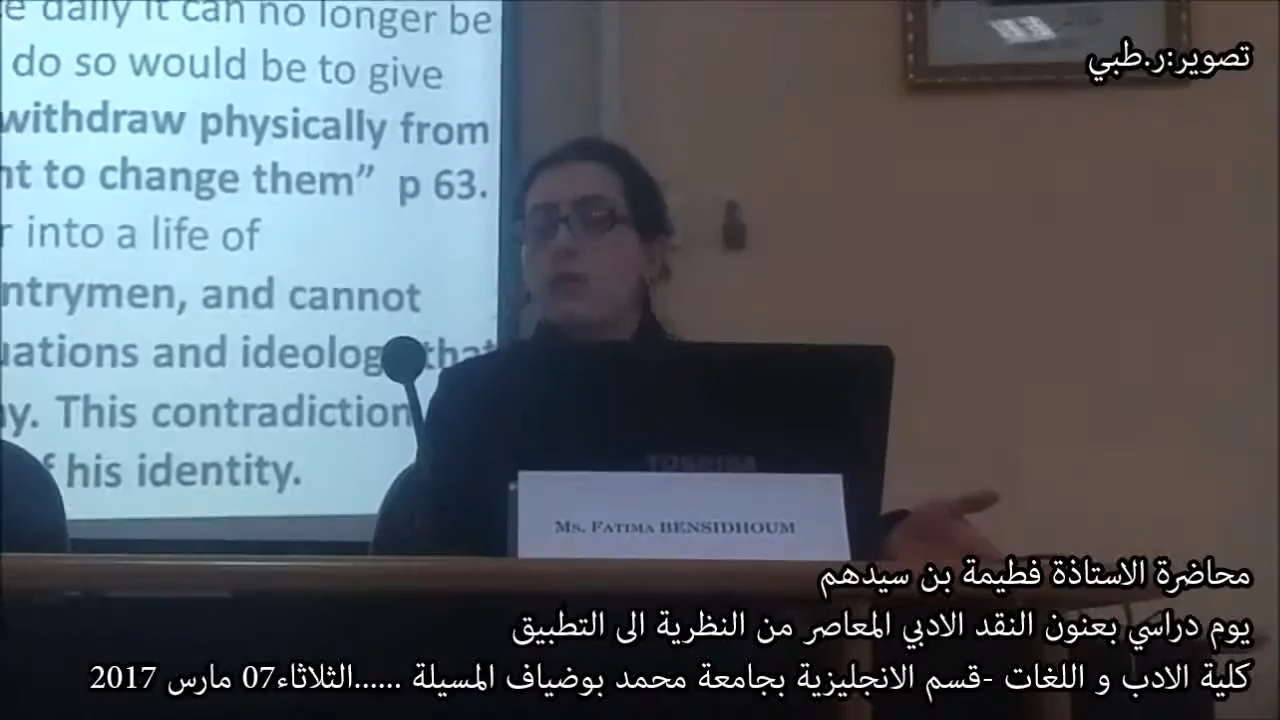 e daily it can no longer be
do so would be to give
withdraw physically from
nt to change them” p 63.
r into a life of
ntrymen, and cannot
uations and ideology that
y. This contradiction
f his identity.
تصوير:ر.طبي
TOSHIBA
Ms. Fatima BENSIDHOUM
محاضرة الاستاذة فطيمة بن سيدهم
يوم دراسي بعنون النقد الادبي المعاصر من النظرية الى التطبيق
كلية الادب و اللغات -قسم الانجليزية بجامعة محمد بوضياف المسيلة ......الثلاثاء07 مارس 2017